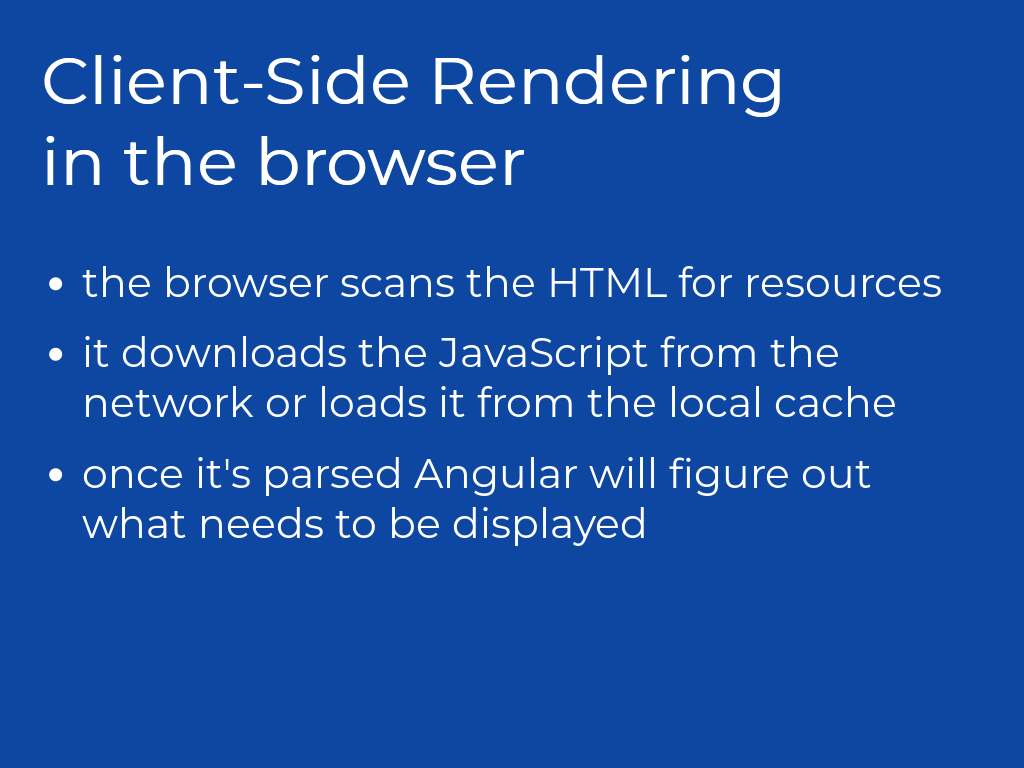 Client-Side Rendering
in the browser
• the browser scans the HTML for resources
• it downloads the JavaScript from the
network or loads it from the local cache
• once it's parsed Angular will figure out
what needs to be displayed